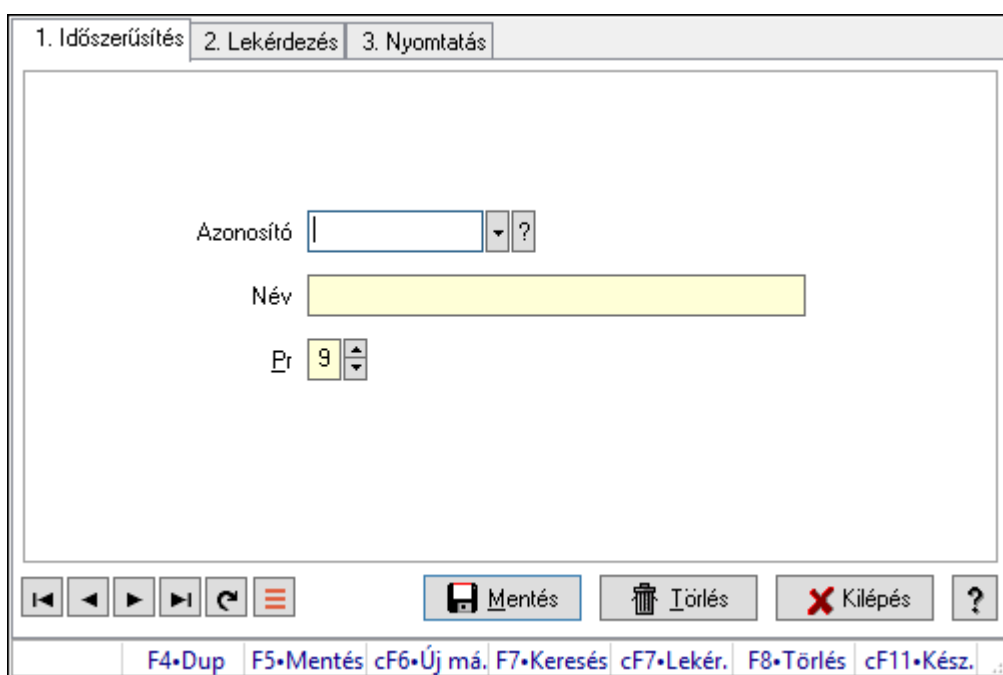 1. Időszerűsítés 2. Lekérdezés 3. Nyomtatás
Azonosító ?
Név
Pr 9
Mentés Törlés Kilépés ?
F4•Dup F5•Mentés cF6•Új má. F7•Keresés cF7•Lekér. F8•Törlés cF11•Kész.